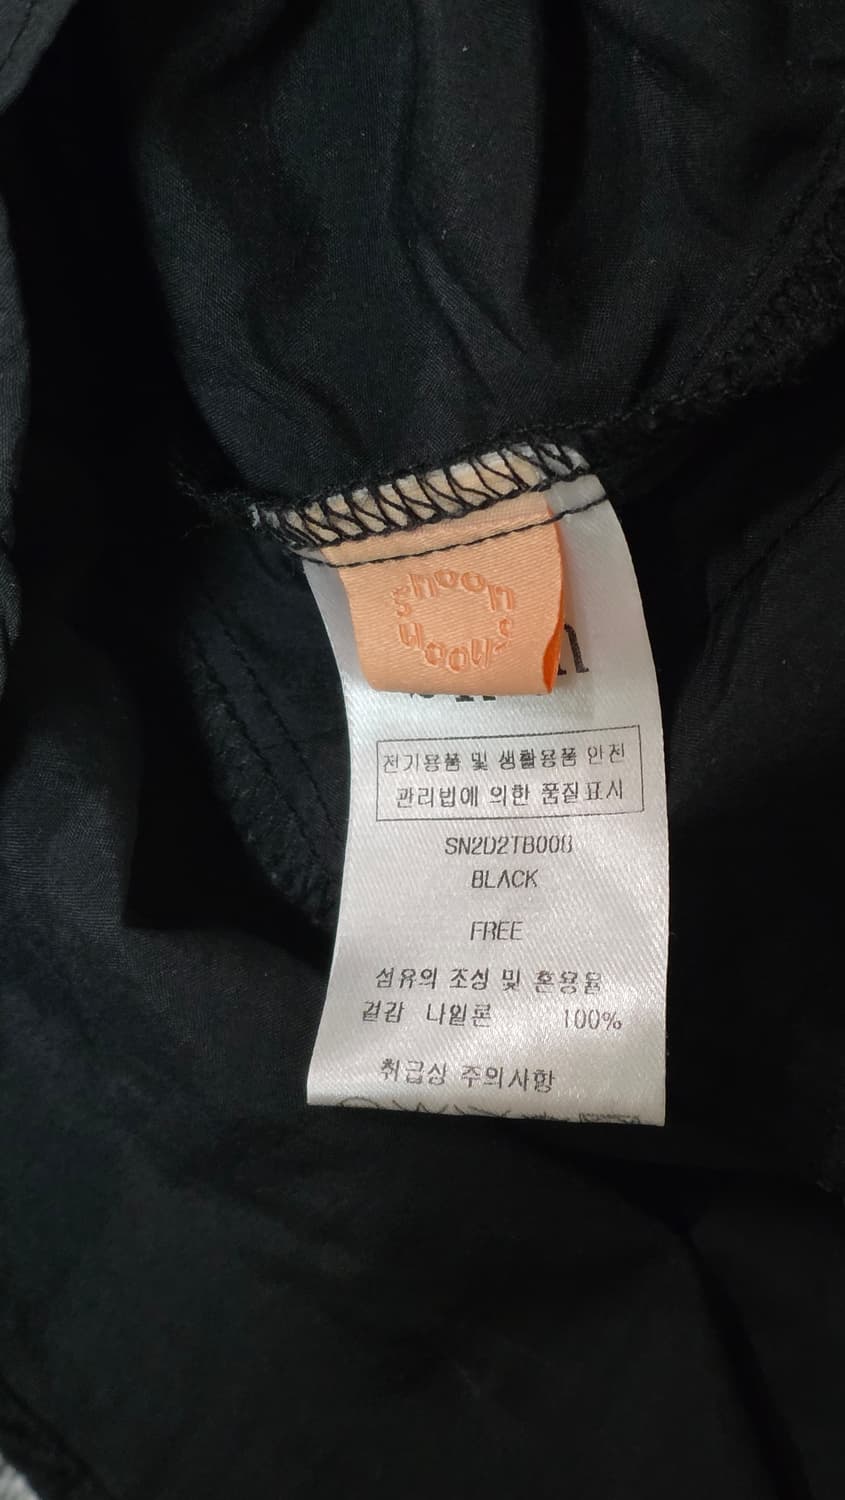 shoon
전기용품 및 생활용품 안전
관리법에 의한 품질표시
SN2D2TB008
BLACK
FREE
섬유의 조성 및 혼용율
겉감 나일론 100%
취급상 주의사항